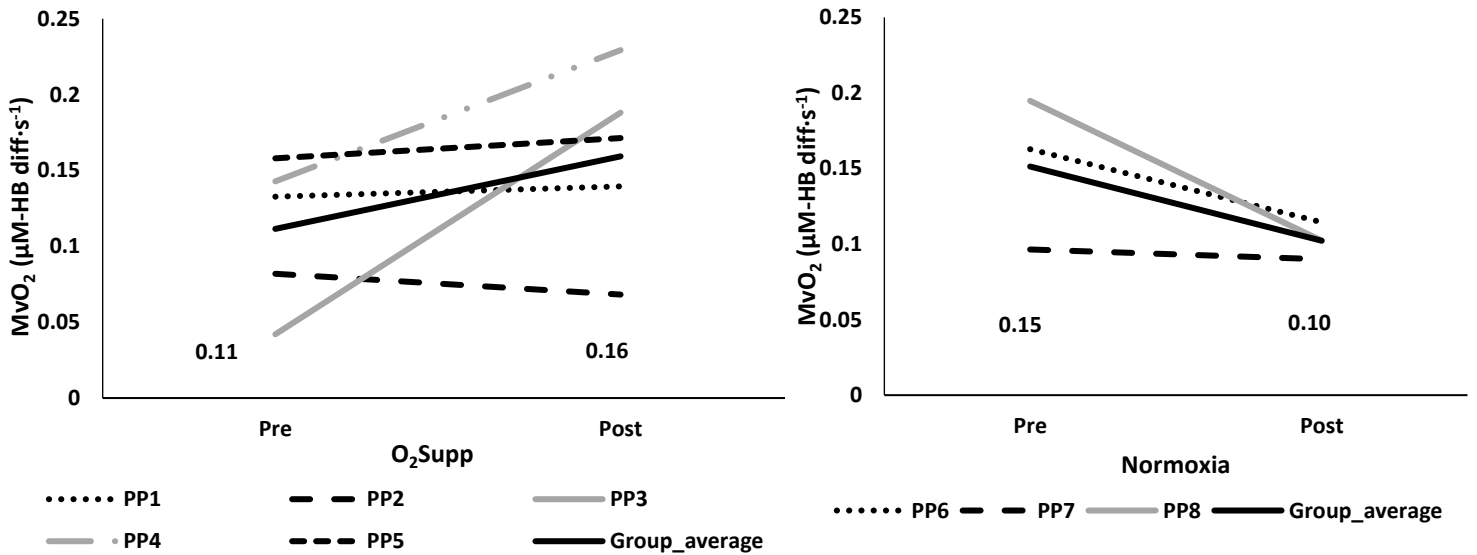 MvO₂ (µM-HB diff·s⁻¹)
0.25
0.2
0.15
0.1
0.05
0
0.11
0.16
Pre
Post
O₂Supp
PP1
PP2
PP3
PP4
PP5
Group_average
MvO₂ (µM-HB diff·s⁻¹)
0.25
0.2
0.15
0.1
0.05
0
0.15
0.10
Pre
Post
Normoxia
PP6
PP7
PP8
Group_average